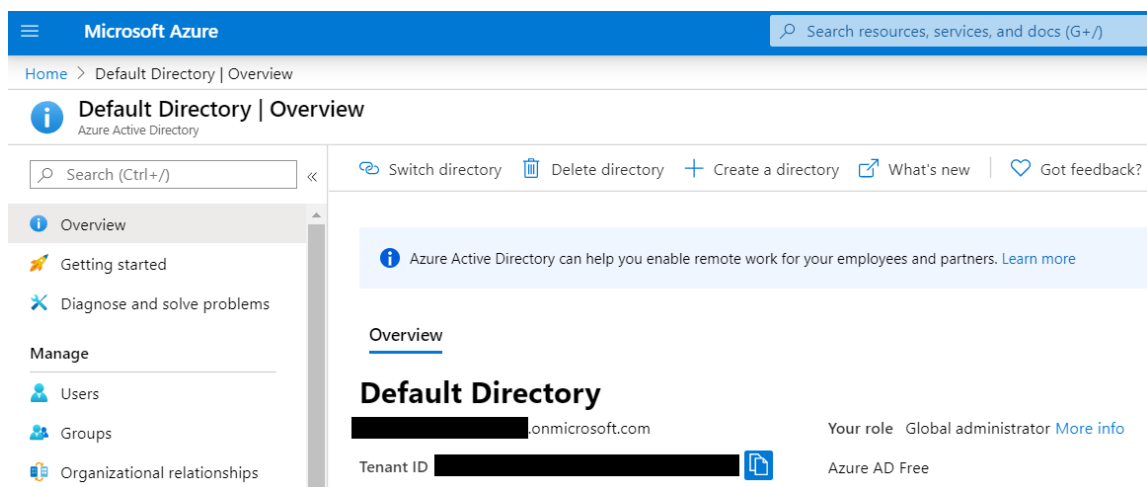 Microsoft Azure
Search resources, services, and docs (G+/)
Home > Default Directory | Overview
Default Directory | Overview
Azure Active Directory
Search (Ctrl+/)
«
Switch directory
Delete directory
Create a directory
What's new
Got feedback?
Overview
Getting started
Diagnose and solve problems
Manage
Users
Groups
Organizational relationships
Azure Active Directory can help you enable remote work for your employees and partners. Learn more
Overview
Default Directory
.onmicrosoft.com
Your role Global administrator More info
Tenant ID
Azure AD Free